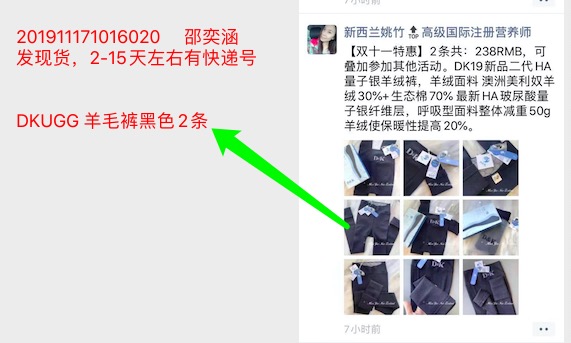 201911171016020 邵奕涵
发现货，2-15天左右有快递号
DKUGG 羊毛裤黑色2条
7小时前
新西兰姚竹 TOP 高级国际注册营养师
【双十一特惠】2条共：238RMB，可
叠加参加其他活动。DK19新品二代HA
量子银羊绒裤，羊绒面料 澳洲美利奴羊
绒30%+生态棉70% 最新HA玻尿酸量
子银纤维层，呼吸型面料整体减重50g
羊绒使保暖性提高20%。
7小时前